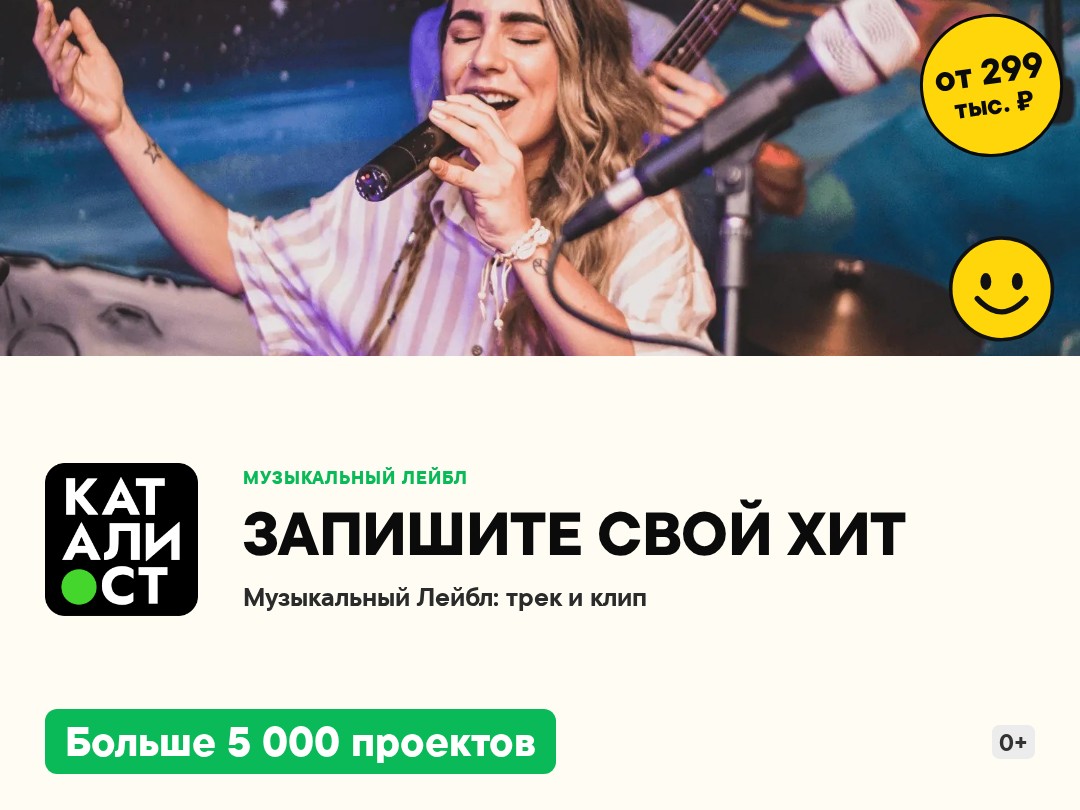 от 299
тыс. ₽
КАТ
АЛИ
СТ
МУЗЫКАЛЬНЫЙ ЛЕЙБЛ
ЗАПИШИТЕ СВОЙ ХИТ
Музыкальный Лейбл: трек и клип
Больше 5 000 проектов
0+